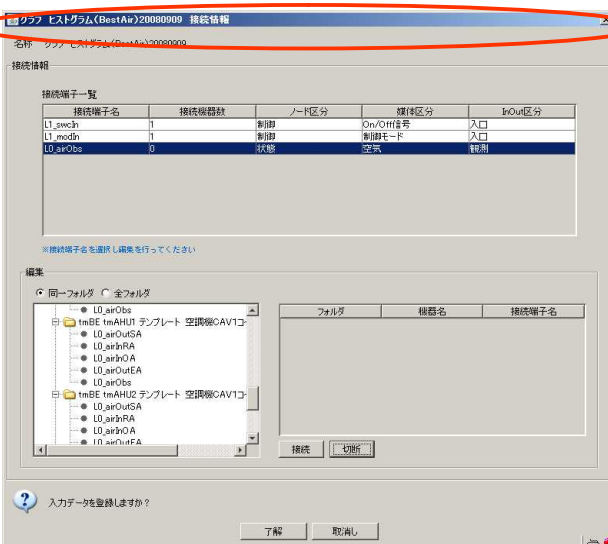 グラフ ヒストグラム(BestAir)20080909 接続情報
名称 グラフ ヒストグラム(BestAir)20080909
接続情報
接続端子一覧
接続端子名 接続機器数 ノード区分 媒体区分 InOut区分
L1_swcIn 1 制御 On/Off信号 入口
L1_modIn 1 制御 制御モード 入口
L0_airObs 0 状態 空気 観測
※接続端子名を選択し編集を行ってください
編集
同一フォルダ 全フォルダ
L0_airObs
tmBE tmAHU1 テンプレート 空調機CAV1コ
L0_airOutSA
L0_airInRA
L0_airInOA
L0_airOutEA
L0_airObs
tmBE tmAHU2 テンプレート 空調機CAV1コ
L0_airOutSA
L0_airInRA
L0_airInOA
L0_airOutEA
フォルダ 機器名 接続端子名
接続 切断
入力データを登録しますか?
了解 取消し